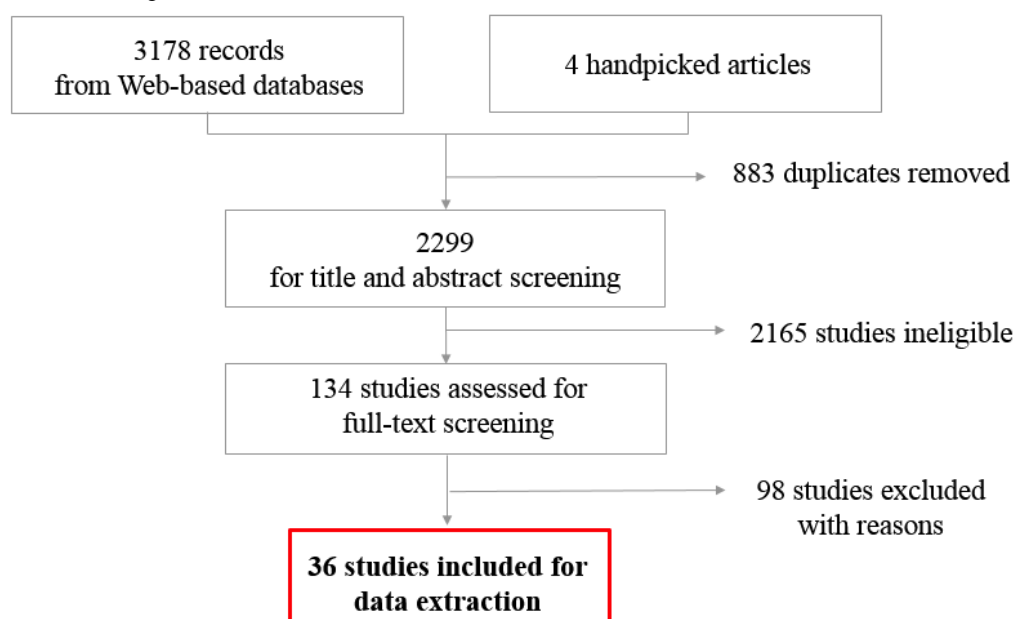 3178 records
from Web-based databases
4 handpicked articles
883 duplicates removed
2299
for title and abstract screening
2165 studies ineligible
134 studies assessed for
full-text screening
98 studies excluded
with reasons
36 studies included for
data extraction